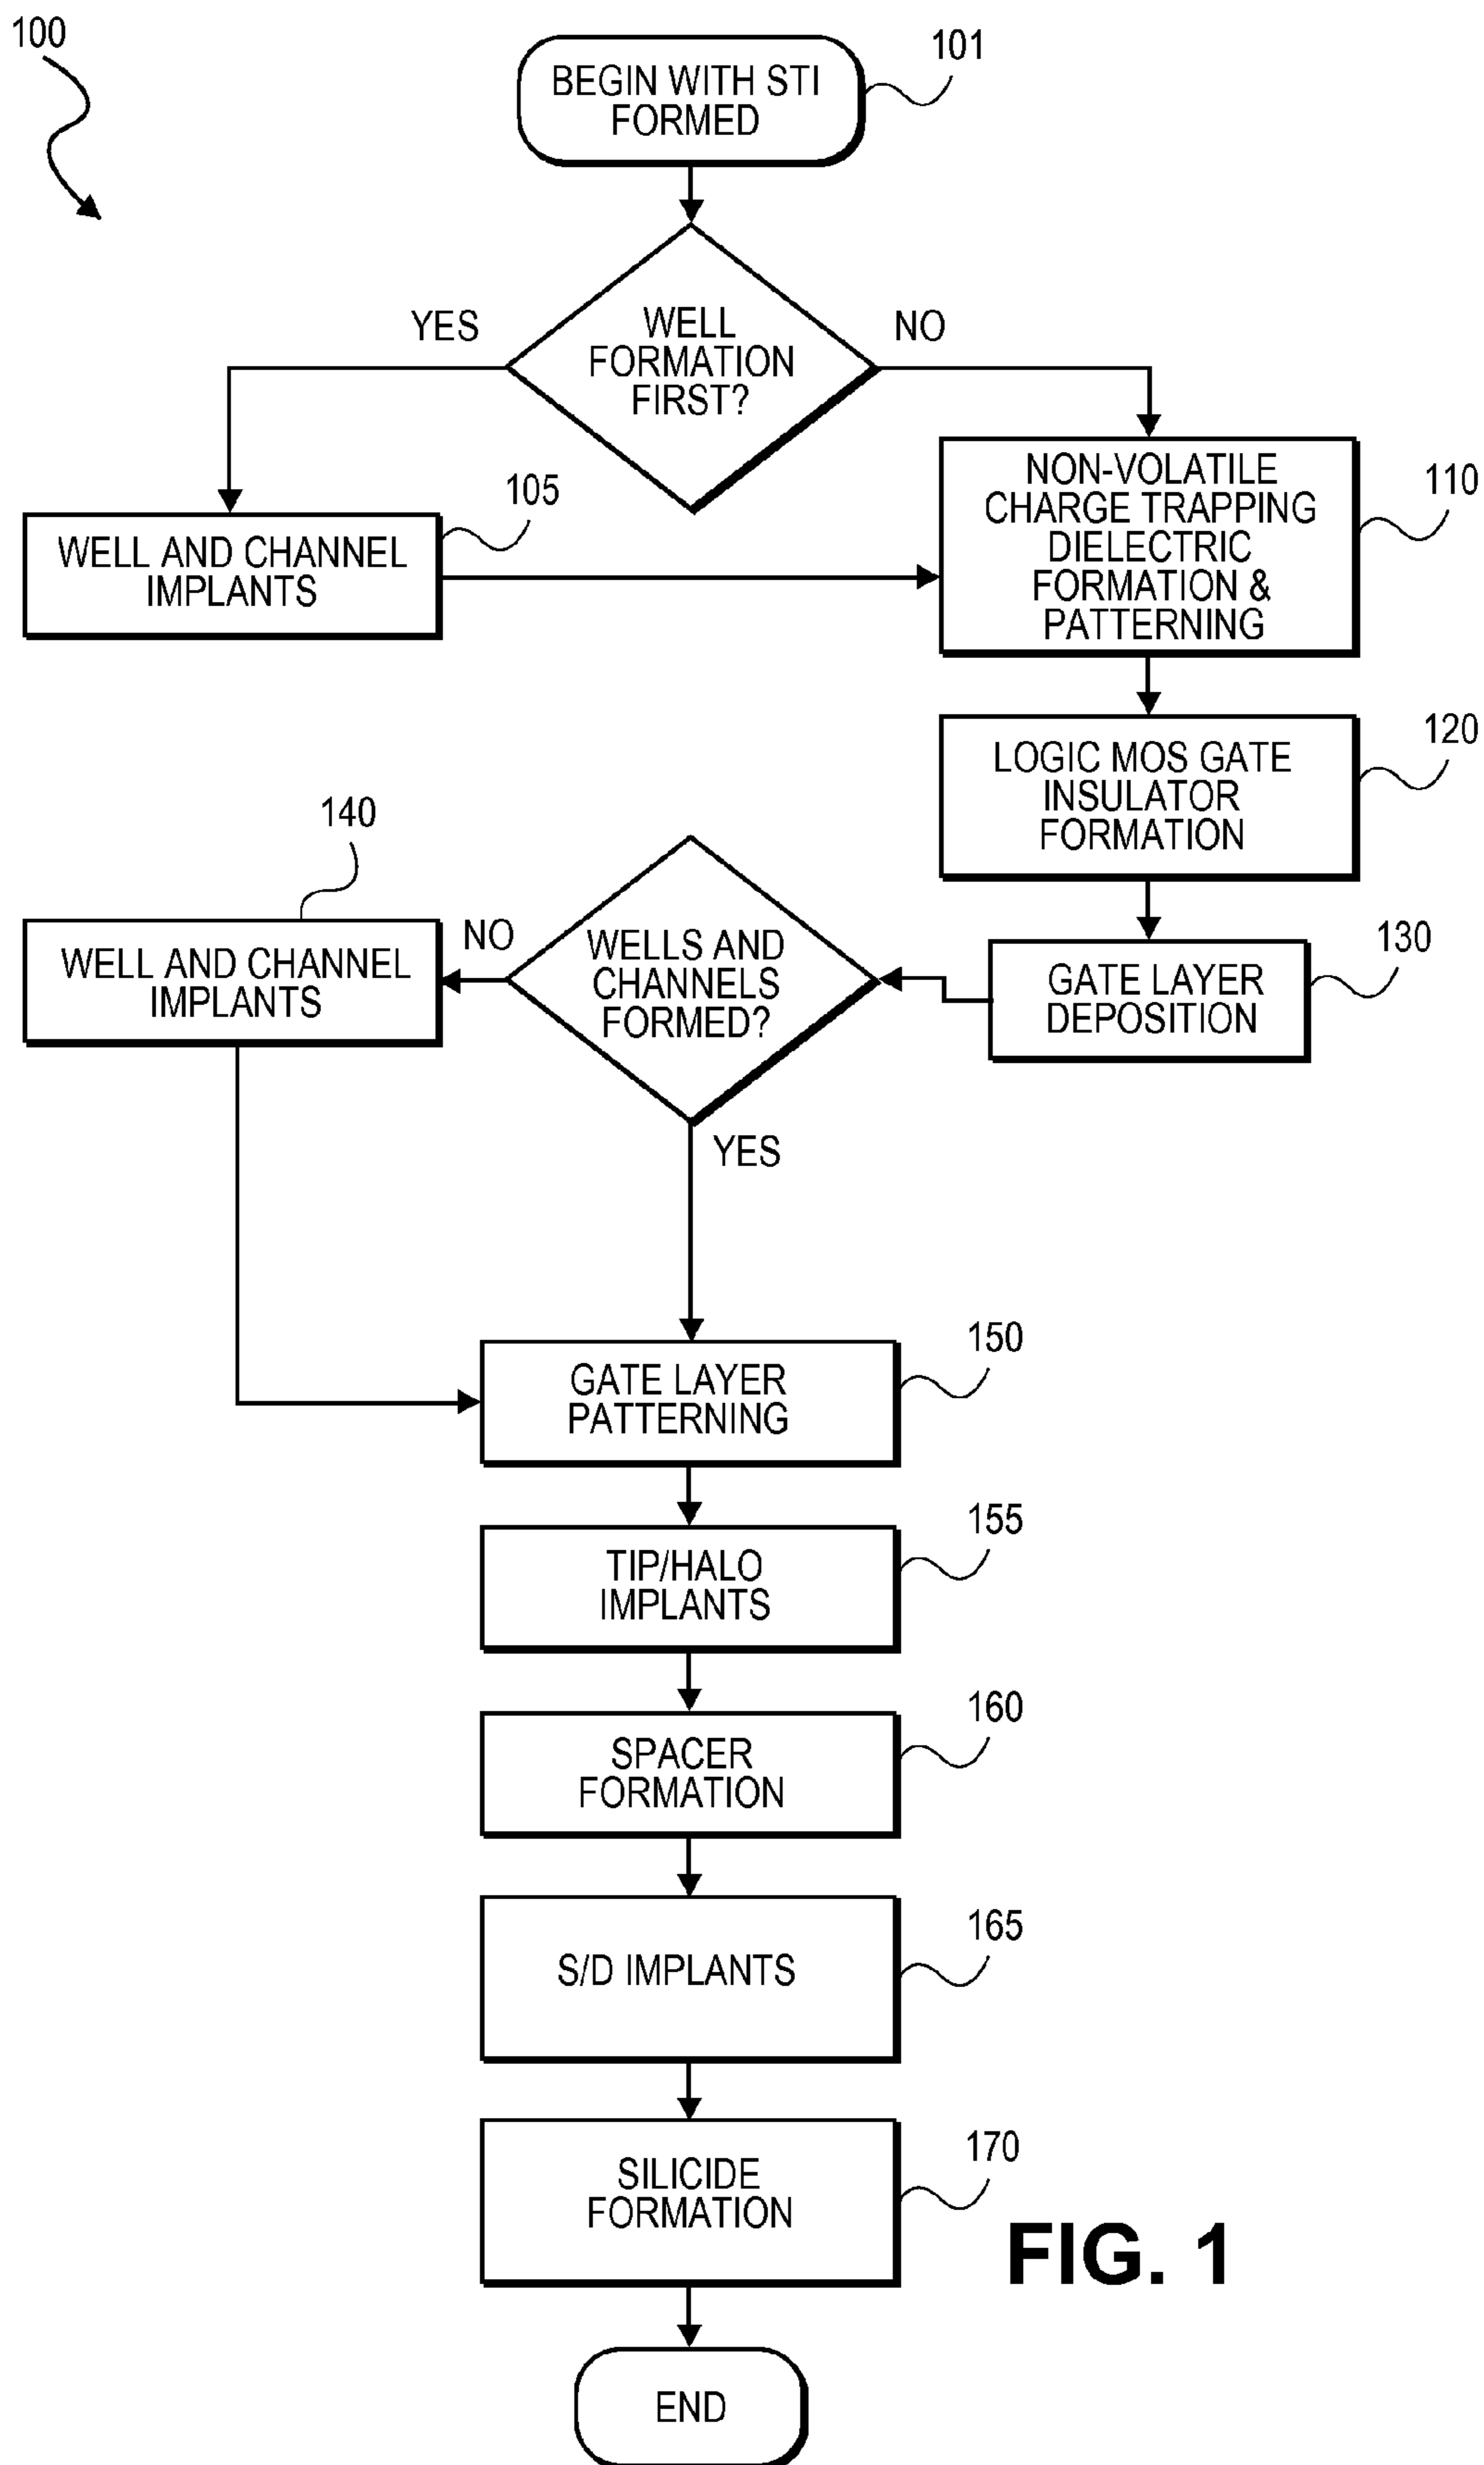 100
101
BEGIN WITH STI
FORMED
YES
WELL
FORMATION
FIRST?
NO
105
WELL AND CHANNEL
IMPLANTS
NON-VOLATILE
CHARGE TRAPPING
DIELECTRIC
FORMATION &
PATTERNING
110
LOGIC MOS GATE
INSULATOR
FORMATION
120
140
WELL AND CHANNEL
IMPLANTS
NO
WELLS AND
CHANNELS
FORMED?
GATE LAYER
DEPOSITION
130
YES
GATE LAYER
PATTERNING
150
TIP/HALO
IMPLANTS
155
SPACER
FORMATION
160
S/D IMPLANTS
165
SILICIDE
FORMATION
170
FIG. 1
END